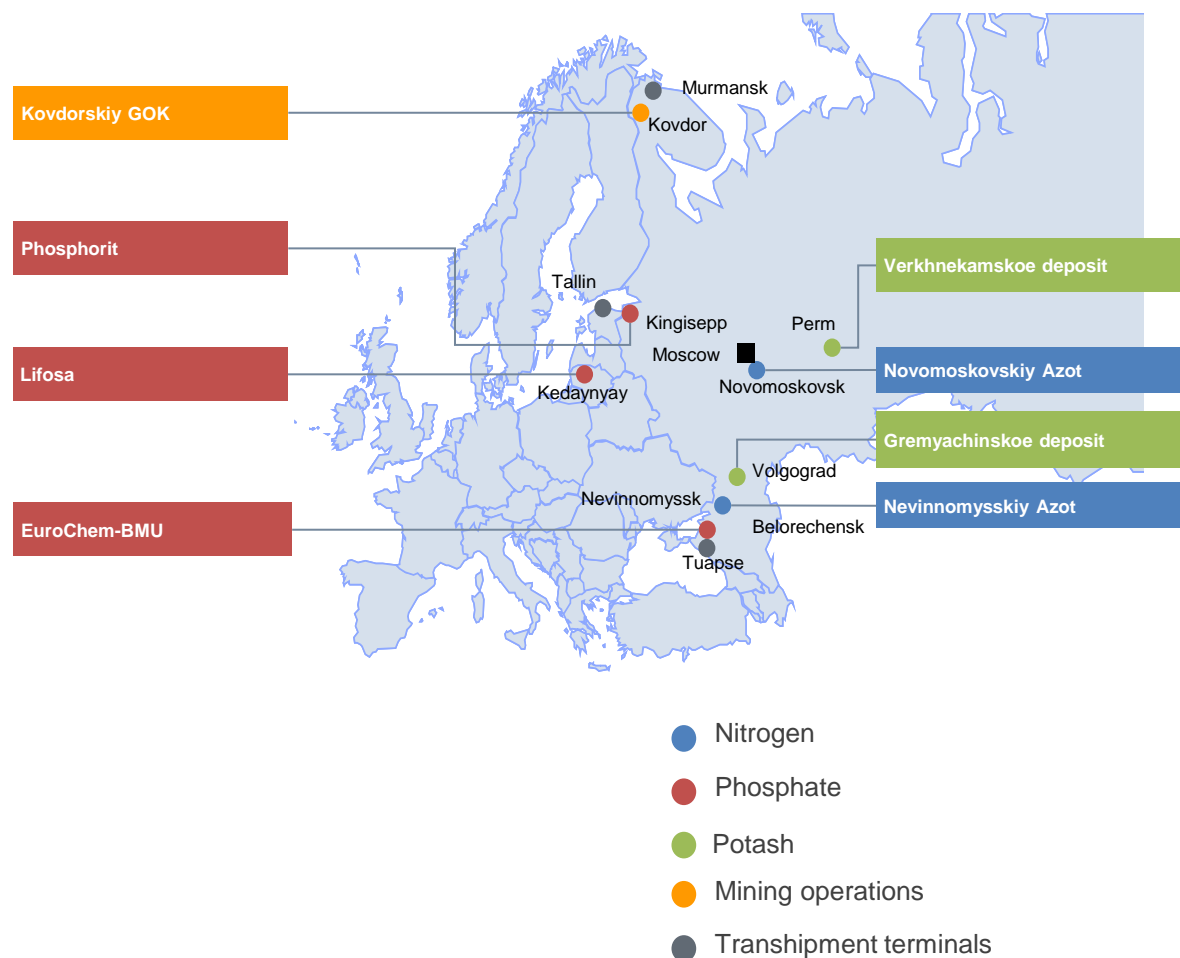 Murmansk
Kovdorskiy GOK
Kovdor
Phosphorit
Verkhnekamskoe deposit
Tallin
Kingisepp
Perm
Moscow
Lifosa
Novomoskovskiy Azot
Kedaynyay
Novomoskovsk
Gremyachinskoe deposit
Volgograd
Nevinnomyssk
Nevinnomysskiy Azot
EuroChem-BMU
Belorechensk
Tuapse
Nitrogen
Phosphate
Potash
Mining operations
Transhipment terminals